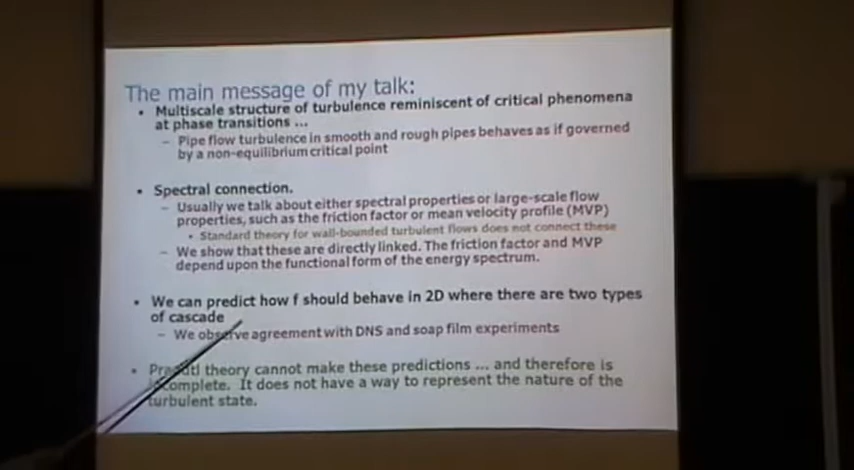 The main message of my talk:
• Multiscale structure of turbulence reminiscent of critical phenomena
at phase transitions ...
– Pipe flow turbulence in smooth and rough pipes behaves as if governed
by a non-equilibrium critical point
• Spectral connection.
– Usually we talk about either spectral properties or large-scale flow
properties, such as the friction factor or mean velocity profile (MVP)
• Standard theory for wall-bounded turbulent flows does not connect these
– We show that these are directly linked. The friction factor and MVP
depend upon the functional form of the energy spectrum.
• We can predict how f should behave in 2D where there are two types
of cascade
– We observe agreement with DNS and soap film experiments
• Prandtl theory cannot make these predictions ... and therefore is
incomplete. It does not have a way to represent the nature of the
turbulent state.